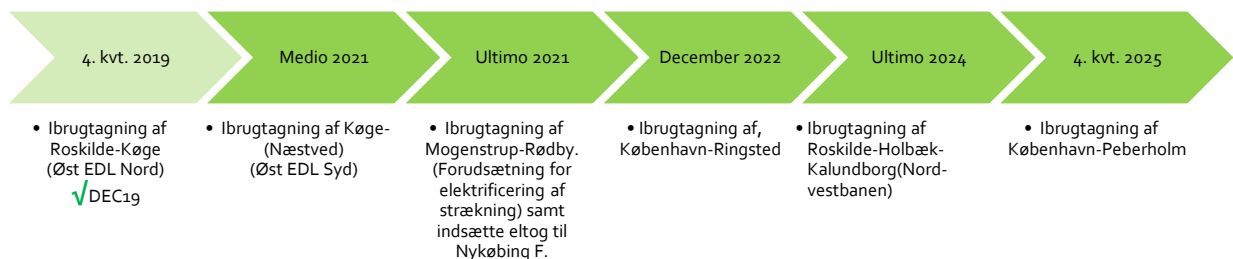 4. kvt. 2019
Medio 2021
Ultimo 2021
December 2022
Ultimo 2024
4. kvt. 2025
• Ibrugtagning af
Roskilde-Køge
(Øst EDL Nord)
√DEC19
• Ibrugtagning af Køge-
(Næstved)
(Øst EDL Syd)
• Ibrugtagning af
Mogenstrup-Rødby.
(Forudsætning for
elektrificering af
strækning) samt
indsætte eltog til
Nykøbing F.
• Ibrugtagning af,
København-Ringsted
• Ibrugtagning af
Roskilde-Holbæk-
Kalundborg(Nord-
vestbanen)
• Ibrugtagning af
København-Peberholm